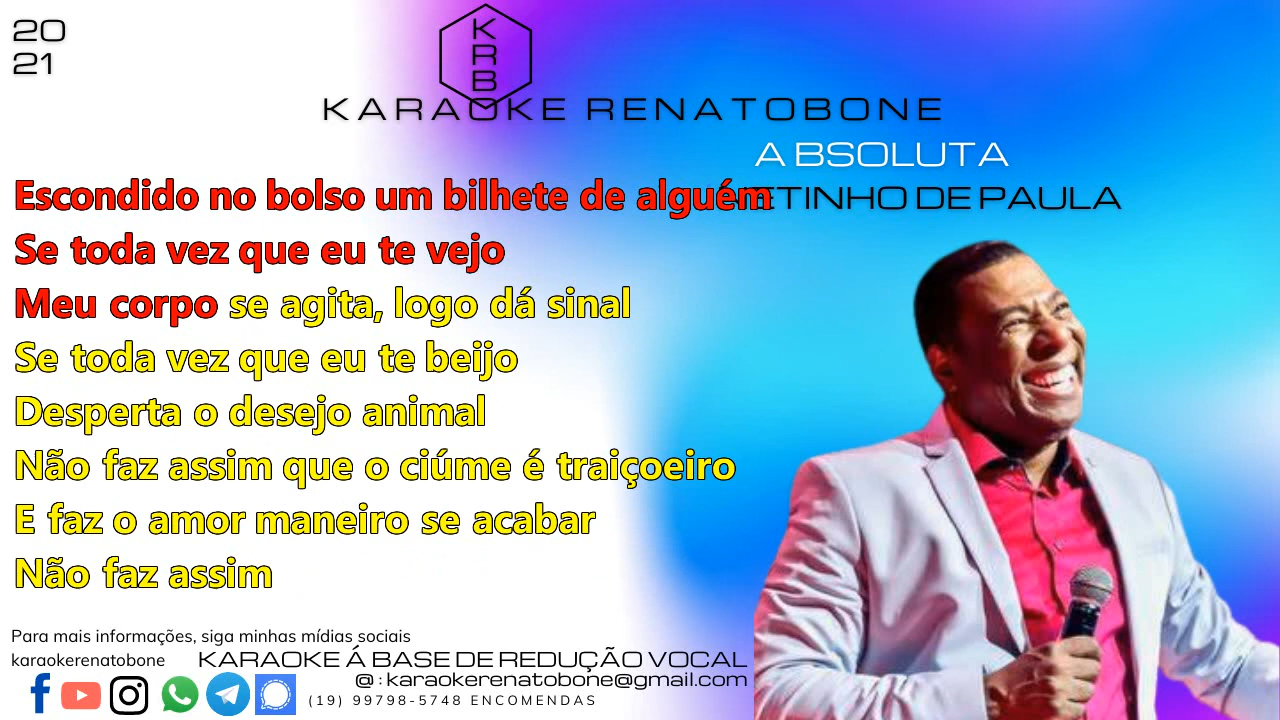 20
21
K
R
B
KARAOKE RENATOBONE
ABSOLUTA
ETINHO DE PAULA
Escondido no bolso um bilhete de alguém
Se toda vez que eu te vejo
Meu corpo se agita, logo dá sinal
Se toda vez que eu te beijo
Desperta o desejo animal
Não faz assim que o ciúme é traiçoeiro
E faz o amor maneiro se acabar
Não faz assim
Para mais informações, siga minhas mídias sociais
karaokerenatobone
KARAOKE Á BASE DE REDUÇÃO VOCAL
@ : karaokerenatobone@gmail.com
(19) 99798-5748 ENCOMENDAS